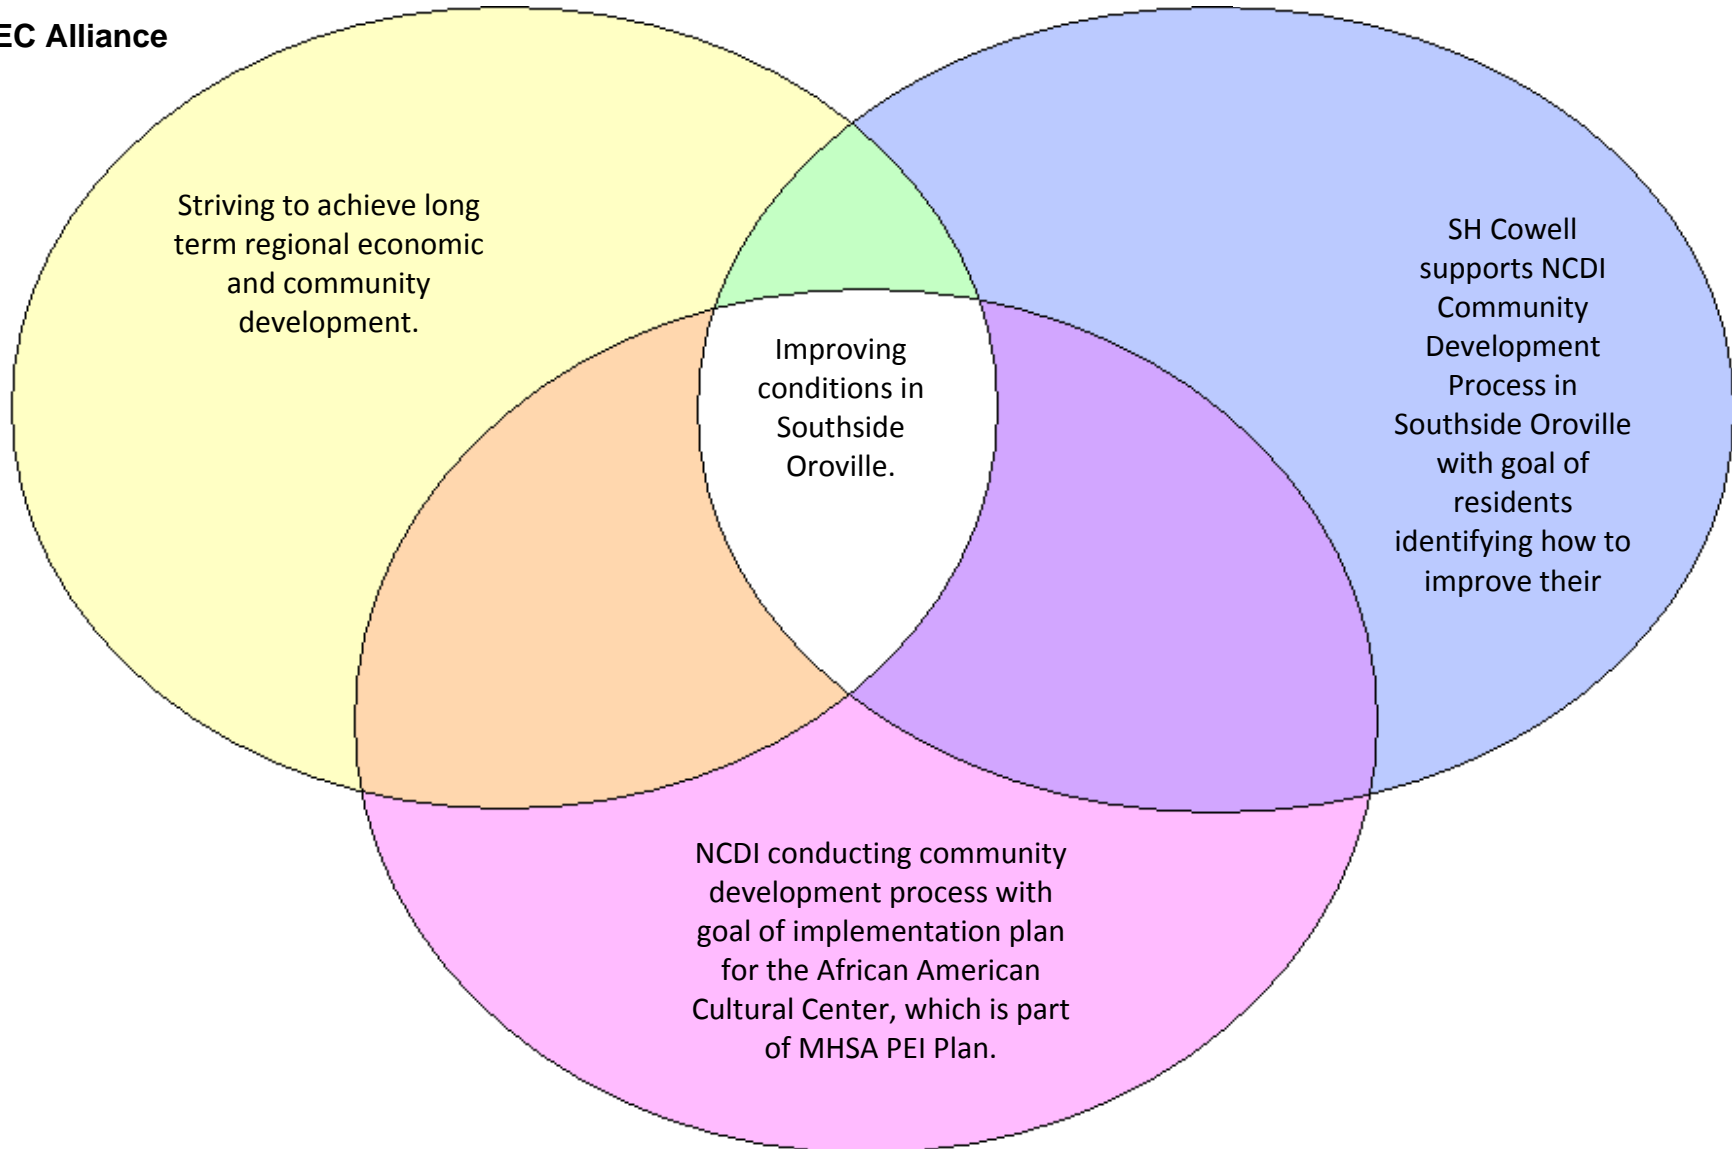 EC Alliance
Striving to achieve long
term regional economic
and community
development.
Improving
conditions in
Southside
Oroville.
SH Cowell
supports NCDI
Community
Development
Process in
Southside Oroville
with goal of
residents
identifying how to
improve their
NCDI conducting community
development process with
goal of implementation plan
for the African American
Cultural Center, which is part
of MHSA PEI Plan.